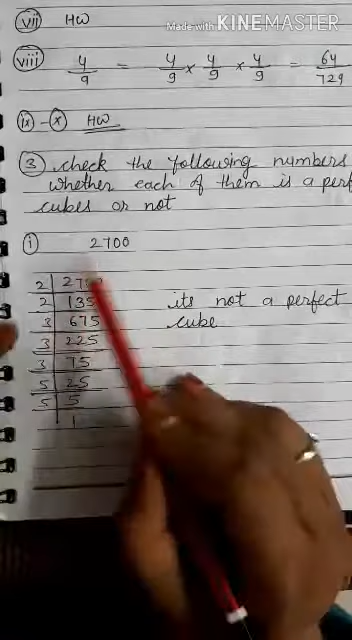 Made with KINEMASTER
(vii) HW
(viii) 4/9 = 4/9 × 4/9 × 4/9 = 64/729
(ix) - (x) HW
(3) check the following numbers
whether each of them is a perf
cubes or not
(i) 2700
2
2 | 135
3 | 675 its not a perfect
3 | 225 cube
3 | 75
5 | 25
5 | 5
1